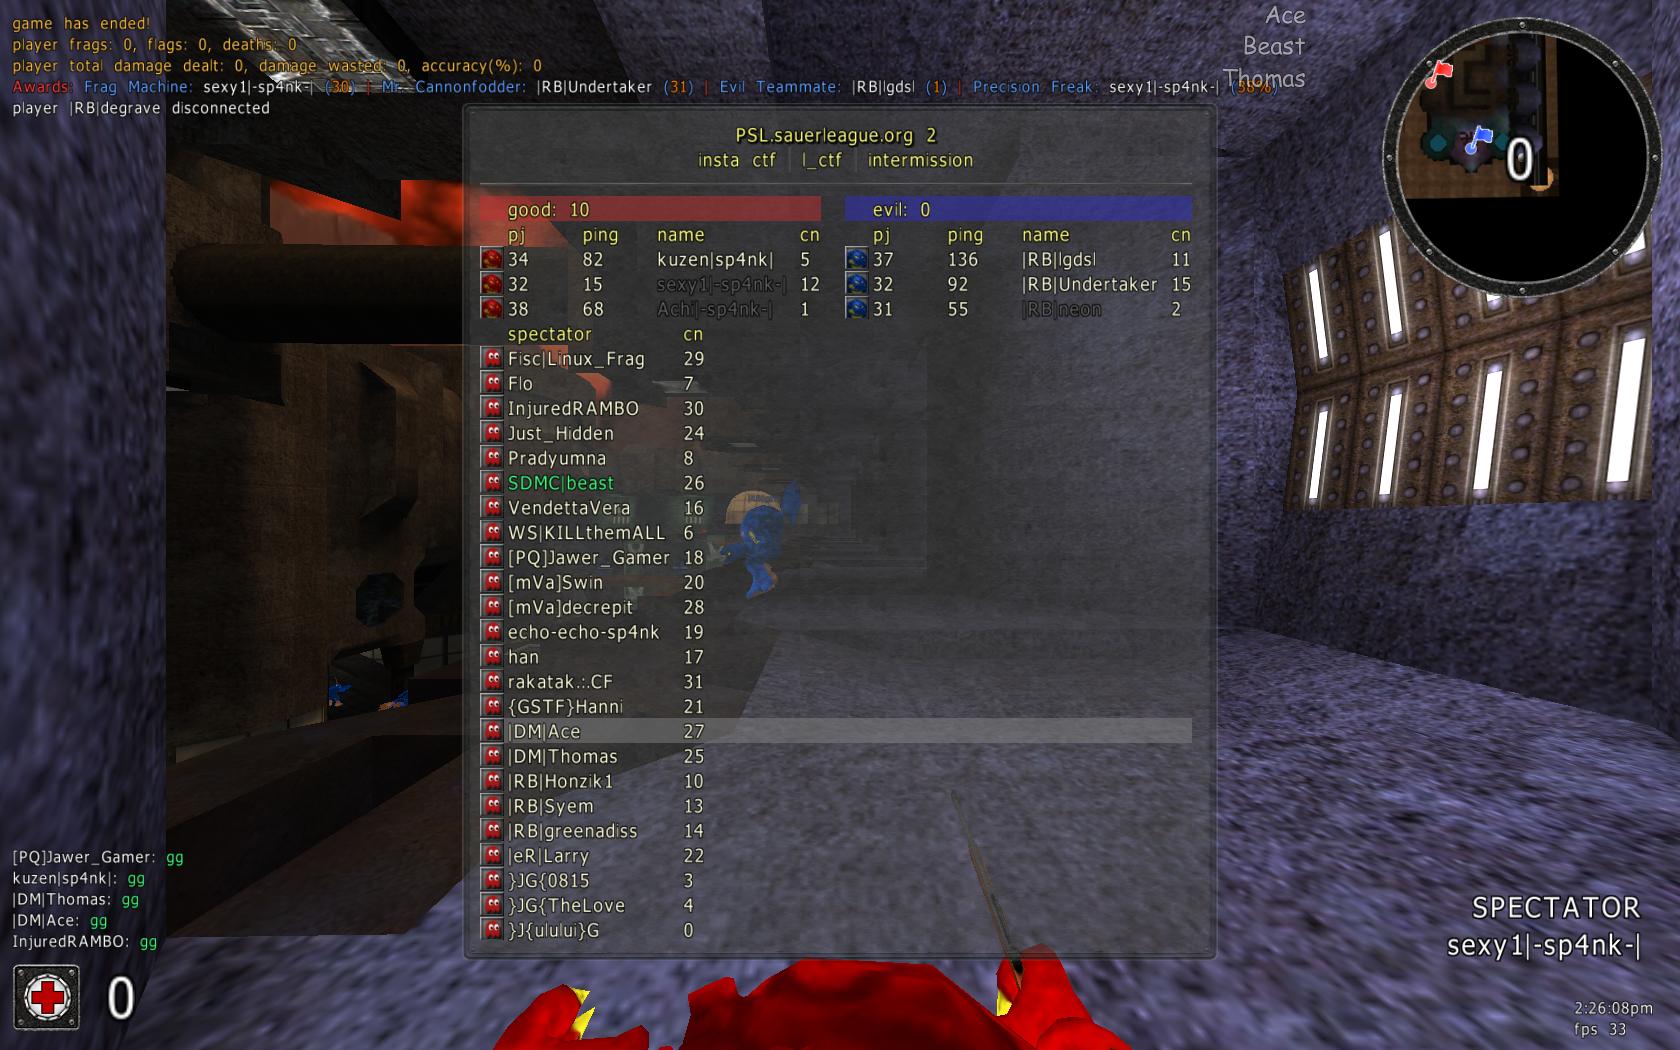 game has ended!
player frags: 0, flags: 0, deaths: 0
player total damage dealt: 0, damage wasted: 0, accuracy(%): 0
Awards: Frag Machine: sexy1|-sp4nk-| (30) | Mr. Cannonfodder: |RB|Undertaker (31) | Evil Teammate: |RB|lgdsl (1) | Precision Freak: sexy1|-sp4nk-| (58%)
player |RB|degrave disconnected
Ace
Beast
Thomas
0
PSL.sauerleague.org 2
insta ctf | l_ctf | intermission
good: 10 evil: 0
pj ping name cn pj ping name cn
34 82 kuzen|sp4nk| 5 37 136 |RB|lgdsl 11
32 15 sexy1|-sp4nk-| 12 32 92 |RB|Undertaker 15
38 68 Achi|-sp4nk-| 1 31 55 |RB|neon 2
spectator cn
Fisc|Linux_Frag 29
Flo 7
InjuredRAMBO 30
Just_Hidden 24
Pradyumna 8
SDMC|beast 26
VendettaVera 16
WS|KILLthemALL 6
[PQ]Jawer_Gamer 18
[mVa]Swin 20
[mVa]decrepit 28
echo-echo-sp4nk 19
han 17
rakatak.:.CF 31
{GSTF}Hanni 21
|DM|Ace 27
|DM|Thomas 25
|RB|Honzik1 10
|RB|Syem 13
|RB|greenadiss 14
|eR|Larry 22
}JG{0815 3
}JG{TheLove 4
}J{ului}G 0
[PQ]Jawer_Gamer: gg
kuzen|sp4nk|: gg
|DM|Thomas: gg
|DM|Ace: gg
InjuredRAMBO: gg
0
SPECTATOR
sexy1|-sp4nk-|
2:26:08pm
fps 33